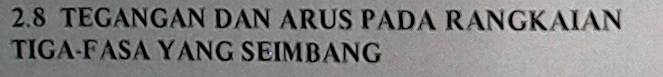 2.8 TEGANGAN DAN ARUS PADA RANGKAIAN
TIGA-FASA YANG SEIMBANG